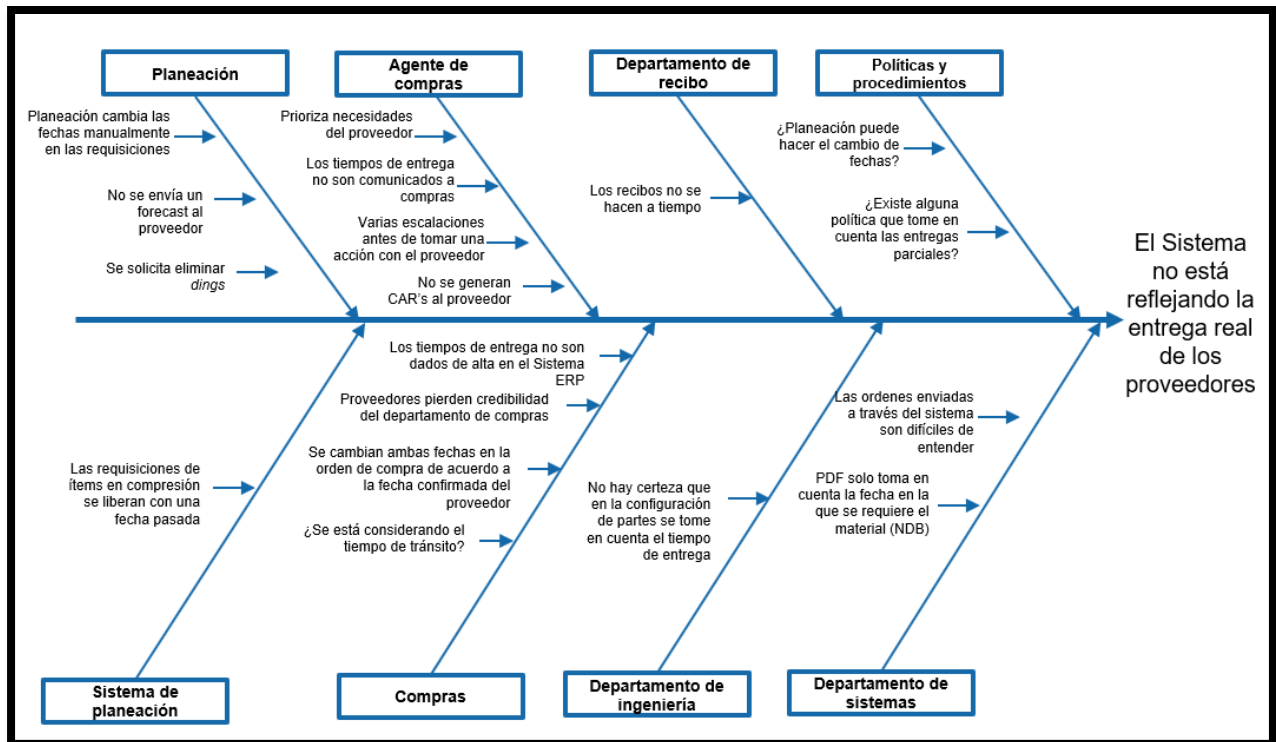 Planeación
Agente de
compras
Departamento de
recibo
Políticas y
procedimientos
Planeación cambia las
fechas manualmente
en las requisiciones
No se envía un
forecast al
proveedor
Se solicita eliminar
dings
Prioriza necesidades
del proveedor
Los tiempos de entrega
no son comunicados a
compras
Varias escalaciones
antes de tomar una
acción con el proveedor
No se generan
CAR's al proveedor
Los recibos no se
hacen a tiempo
¿Planeación puede
hacer el cambio de
fechas?
¿Existe alguna
política que tome en
cuenta las entregas
parciales?
El Sistema
no está
reflejando la
entrega real
de los
proveedores
Las requisiciones de
ítems en compresión
se liberan con una
fecha pasada
Los tiempos de entrega no son
dados de alta en el Sistema
ERP
Proveedores pierden credibilidad
del departamento de compras
Se cambian ambas fechas en la
orden de compra de acuerdo a
la fecha confirmada del
proveedor
¿Se está considerando el
tiempo de tránsito?
No hay certeza que
en la configuración
de partes se tome
en cuenta el tiempo
de entrega
Las ordenes enviadas
a través del sistema
son difíciles de
entender
PDF solo toma en
cuenta la fecha en la
que se requiere el
material (NDB)
Sistema de
planeación
Compras
Departamento de
ingeniería
Departamento de
sistemas